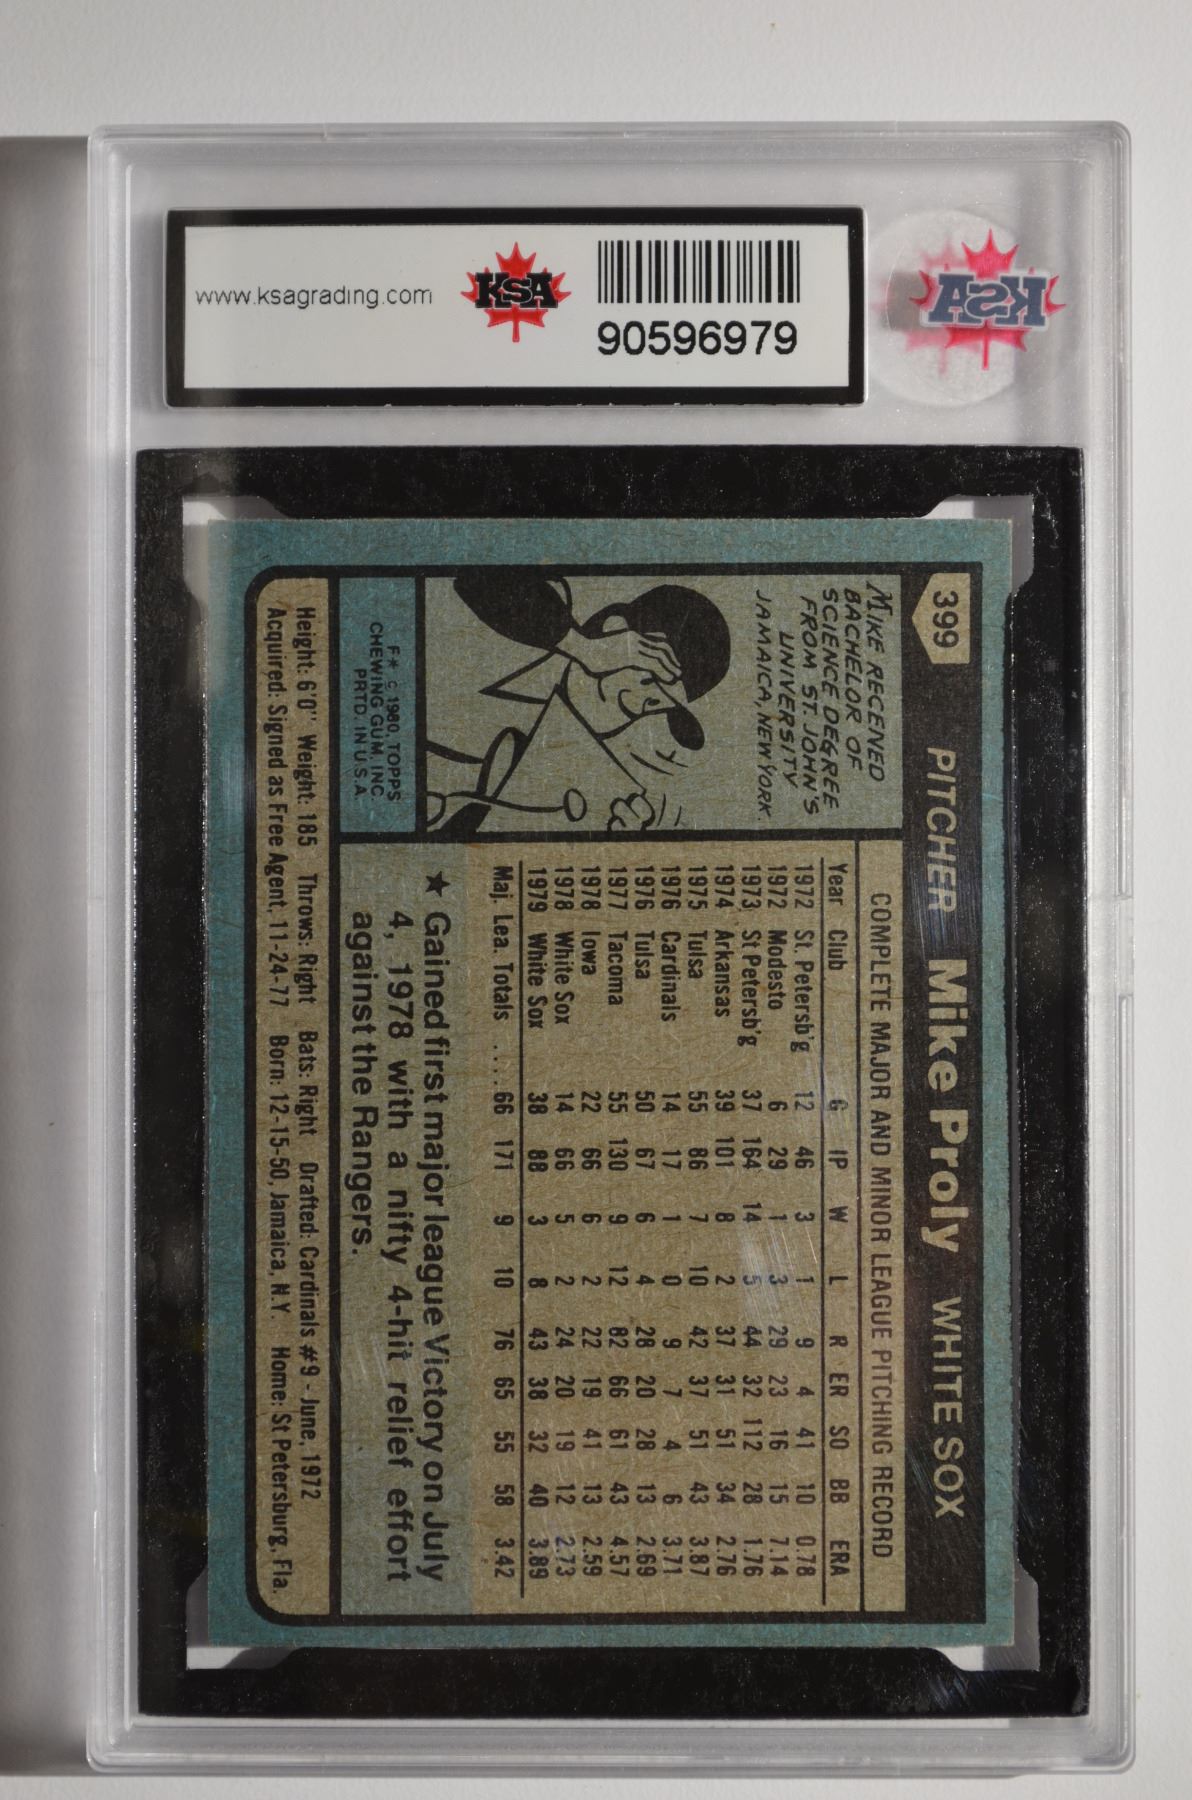 www.ksagrading.com
KSA
90596979
KSA
399
PITCHER Mike Proly WHITE SOX
MIKE RECEIVED
BACHELOR OF
SCIENCE DEGREE
FROM ST. JOHN'S
UNIVERSITY
JAMAICA, NEW YORK.
F* © 1980, TOPPS
CHEWING GUM, INC.
PRTD. IN U.S.A.
COMPLETE MAJOR AND MINOR LEAGUE PITCHING RECORD
Year Club G IP W L R ER SO BB ERA
1972 St. Petersb'g 12 46 3 1 9 4 41 10 0.78
1972 Modesto 6 29 1 3 29 23 16 15 7.14
1973 St Petersb'g 37 164 14 5 44 32 112 28 1.76
1974 Arkansas 39 101 8 2 37 31 51 34 2.76
1975 Tulsa 55 86 7 10 42 37 51 43 3.87
1976 Cardinals 14 17 1 0 9 7 4 6 3.71
1976 Tulsa 50 67 6 4 28 20 28 13 2.69
1977 Tacoma 55 130 9 12 82 66 61 43 4.57
1978 Iowa 22 66 6 2 22 19 41 13 2.59
1978 White Sox 14 66 5 2 24 20 19 12 2.73
1979 White Sox 38 88 3 8 43 38 32 40 3.89
Maj. Lea. Totals .... 66 171 9 10 76 65 55 58 3.42
★ Gained first major league Victory on July
4, 1978 with a nifty 4-hit relief effort
against the Rangers.
Height: 6'0" Weight: 185 Throws: Right Bats: Right Drafted: Cardinals #9 - June, 1972
Acquired: Signed as Free Agent, 11-24-77 Born: 12-15-50, Jamaica, N.Y. Home: St Petersburg, Fla.